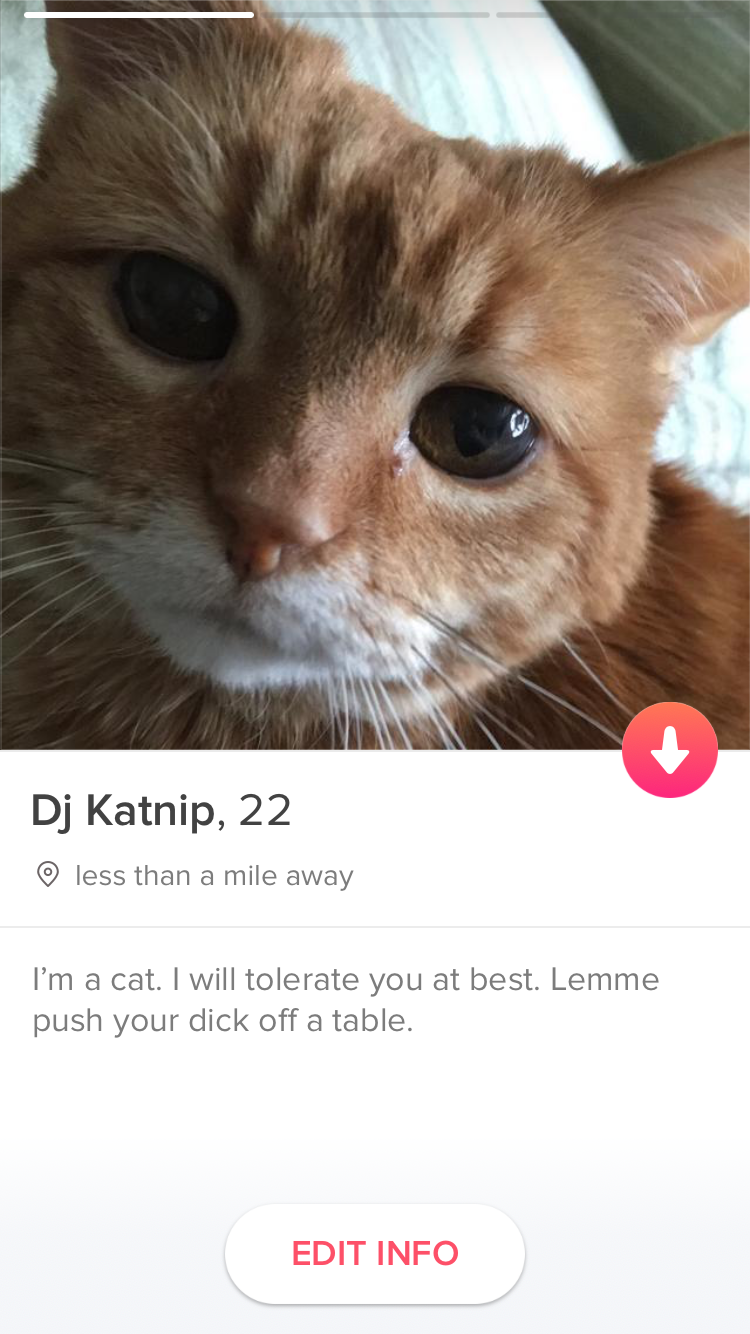 Dj Katnip, 22
less than a mile away
I’m a cat. I will tolerate you at best. Lemme
push your dick off a table.
EDIT INFO